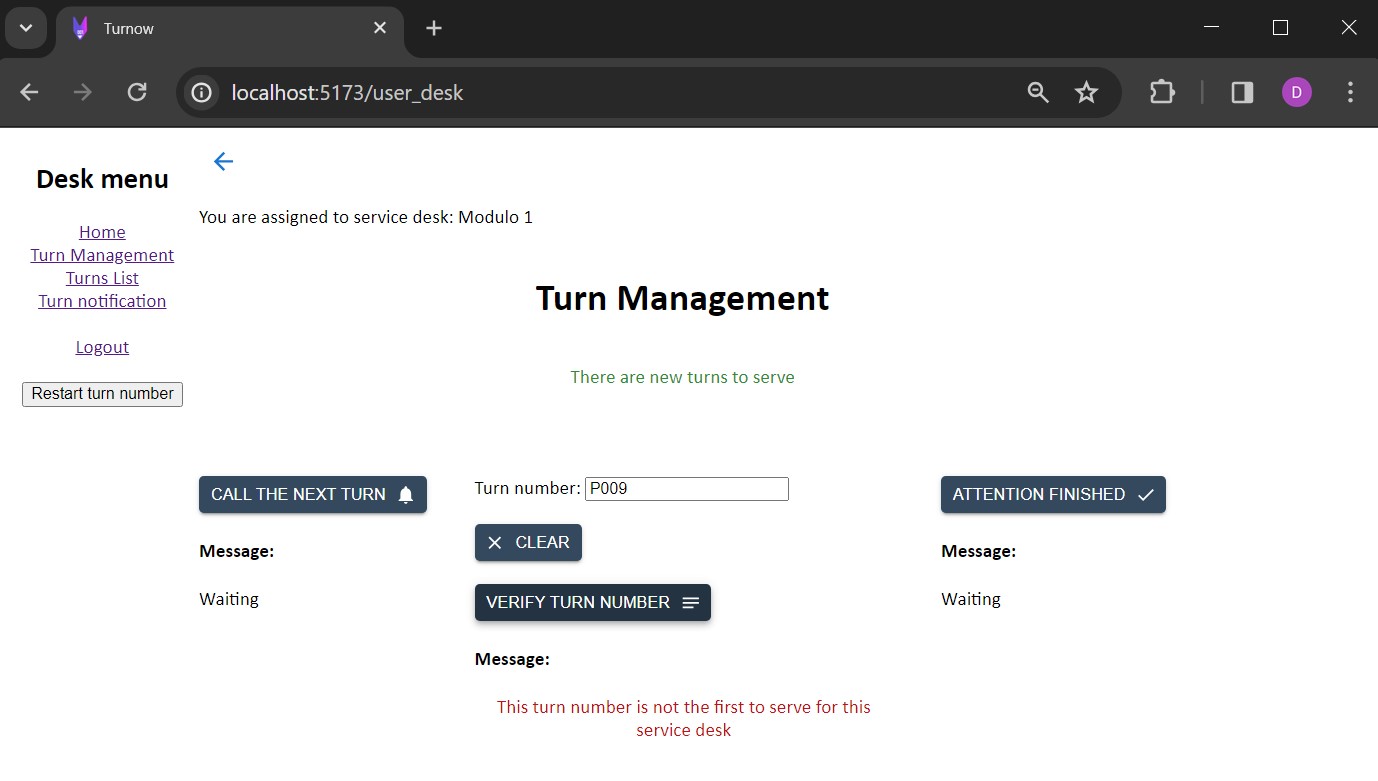 Turnow
localhost:5173/user_desk
D
Desk menu
Home
Turn Management
Turns List
Turn notification
Logout
Restart turn number
You are assigned to service desk: Modulo 1
Turn Management
There are new turns to serve
CALL THE NEXT TURN
Message:
Waiting
Turn number: P009
CLEAR
VERIFY TURN NUMBER
Message:
This turn number is not the first to serve for this
service desk
ATTENTION FINISHED
Message:
Waiting